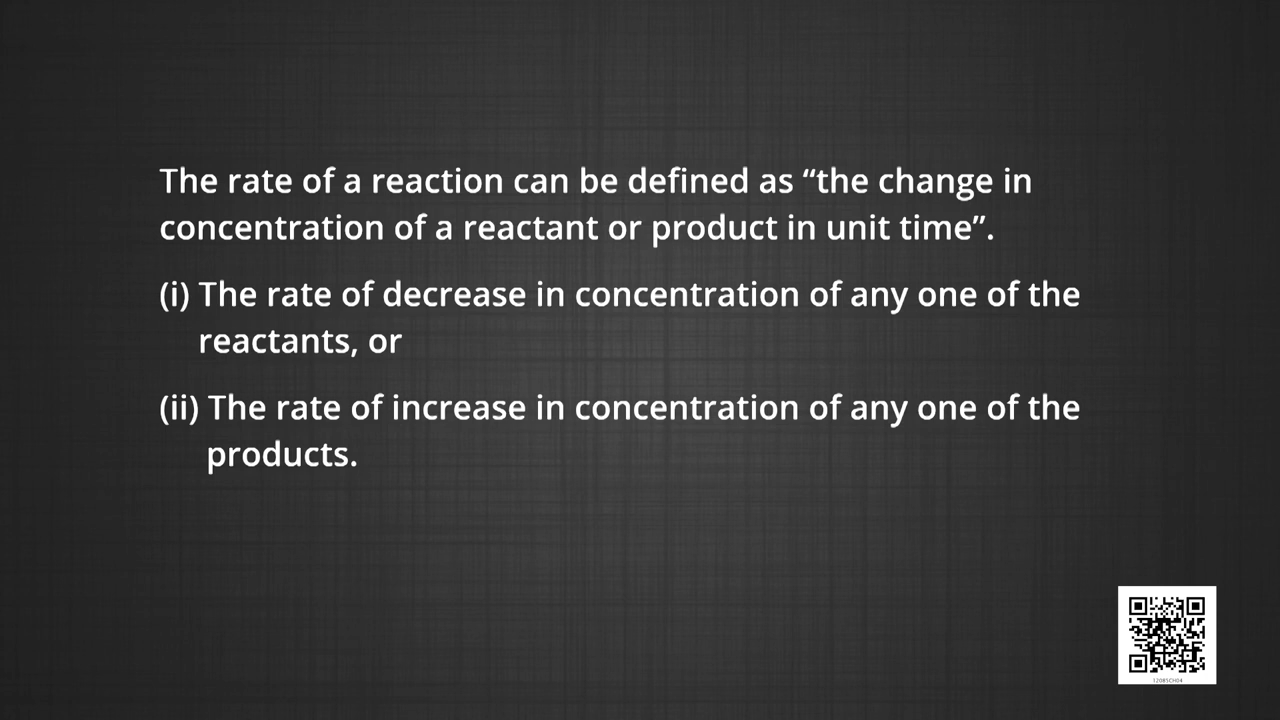 The rate of a reaction can be defined as “the change in
concentration of a reactant or product in unit time”.
(i) The rate of decrease in concentration of any one of the
reactants, or
(ii) The rate of increase in concentration of any one of the
products.
12085CH04